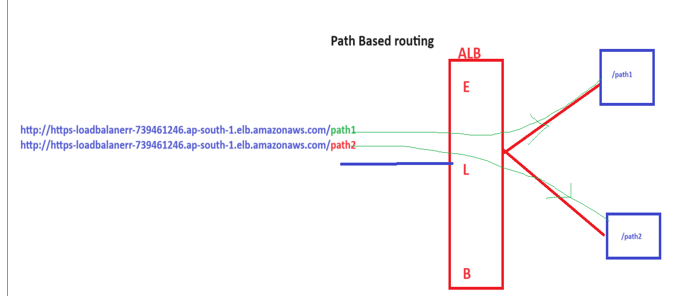 Path Based routing
ALB
E
/path1
http://https-loadbalanerr-739461246.ap-south-1.elb.amazonaws.com/path1
http://https-loadbalanerr-739461246.ap-south-1.elb.amazonaws.com/path2
L
/path2
B